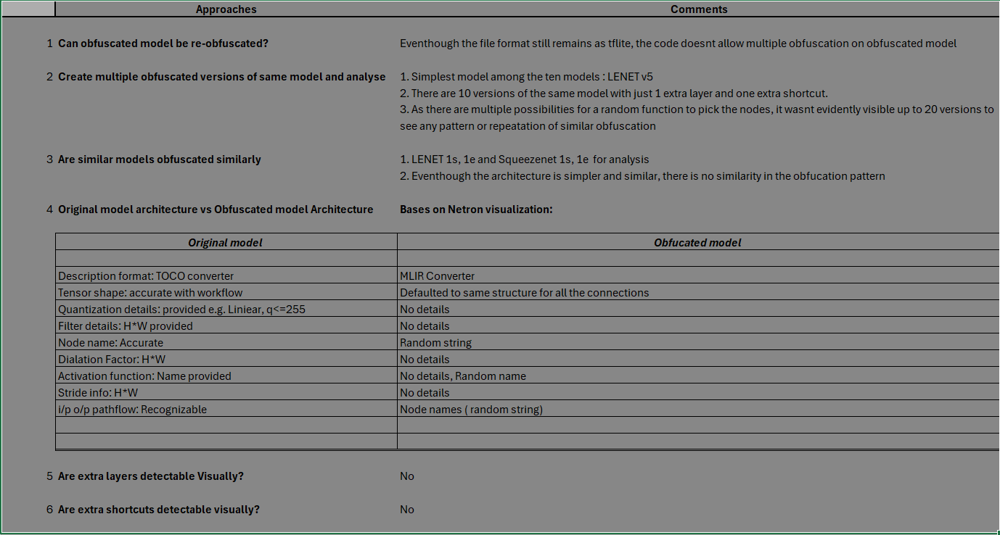 Approaches Comments
1 Can obfuscated model be re-obfuscated? Eventhough the file format still remains as tflite, the code doesnt allow multiple obfuscation on obfuscated model
2 Create multiple obfuscated versions of same model and analyse 1. Simplest model among the ten models : LENET v5
2. There are 10 versions of the same model with just 1 extra layer and one extra shortcut.
3. As there are multiple possibilities for a random function to pick the nodes, it wasnt evidently visible up to 20 versions to
see any pattern or repeatation of similar obfuscation
3 Are similar models obfuscated similarly 1. LENET 1s, 1e and Squeezenet 1s, 1e for analysis
2. Eventhough the architecture is simpler and similar, there is no similarity in the obfucation pattern
4 Original model architecture vs Obfuscated model Architecture Bases on Netron visualization:
Original model Obfucated model
Description format: TOCO converter MLIR Converter
Tensor shape: accurate with workflow Defaulted to same structure for all the connections
Quantization details: provided e.g. Liniear, q<=255 No details
Filter details: H*W provided No details
Node name: Accurate Random string
Dialation Factor: H*W No details
Activation function: Name provided No details, Random name
Stride info: H*W No details
i/p o/p pathflow: Recognizable Node names ( random string)
5 Are extra layers detectable Visually? No
6 Are extra shortcuts detectable visually? No